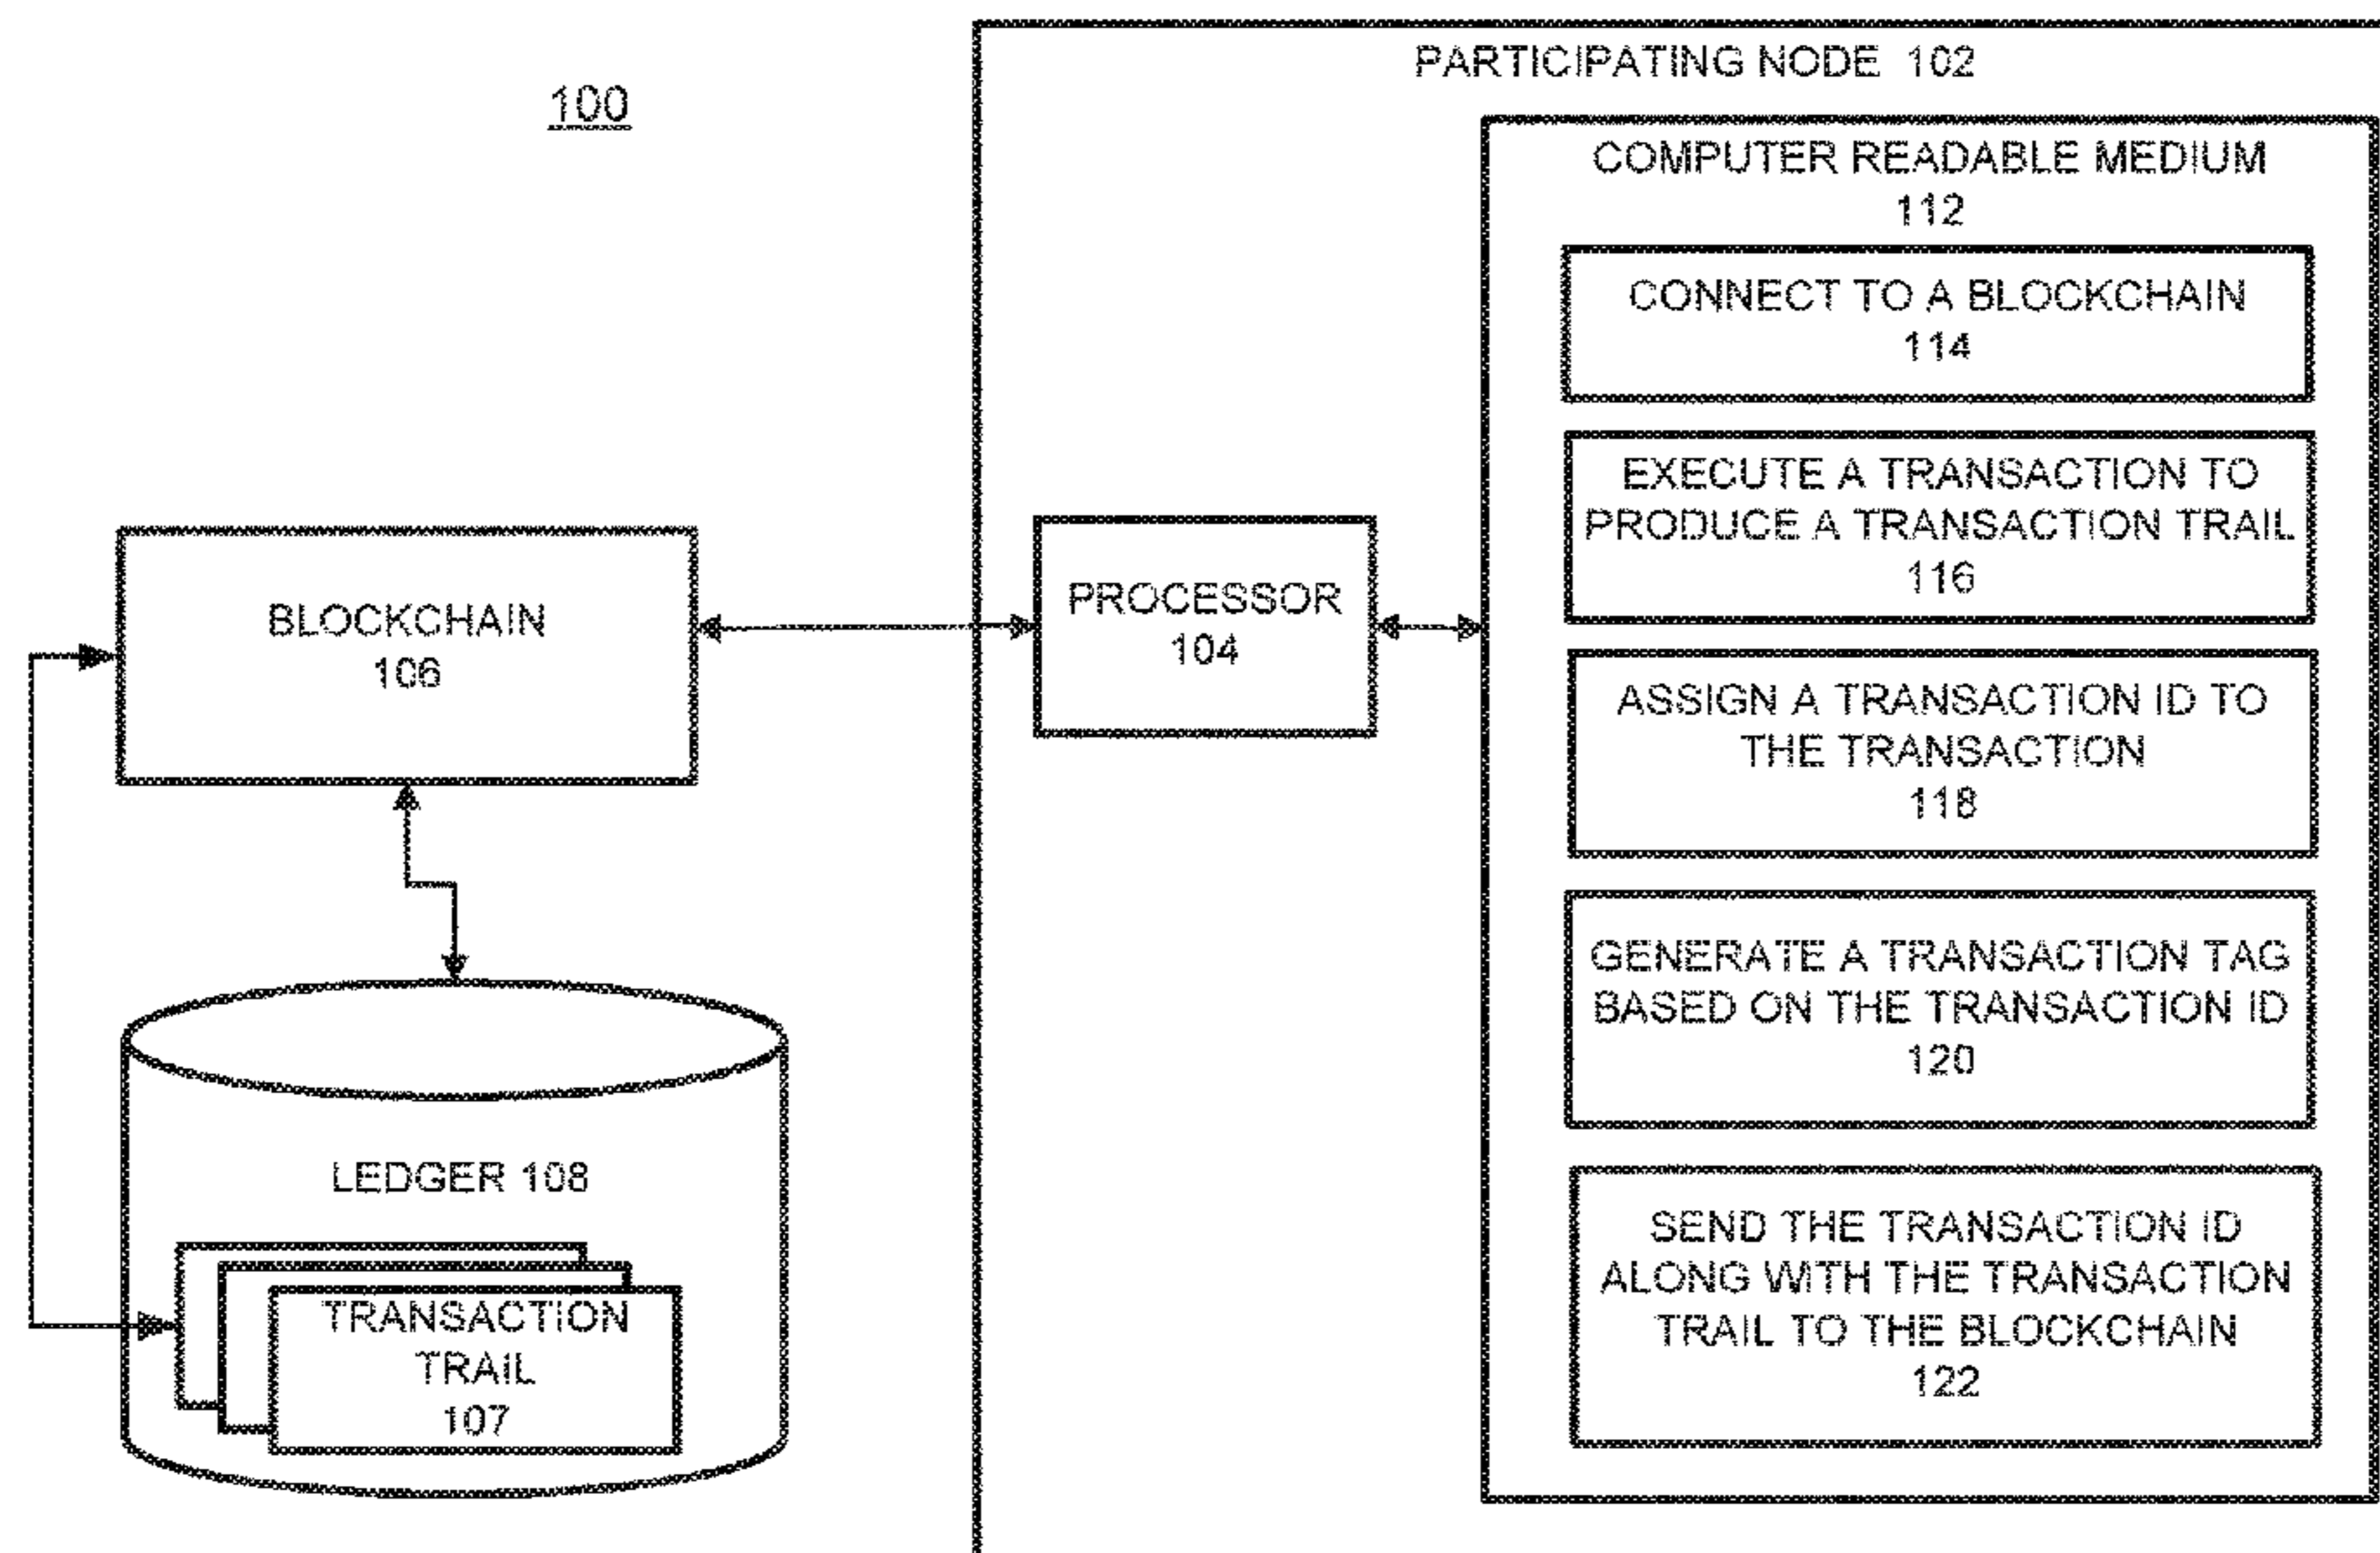 100
PARTICIPATING NODE 102
COMPUTER READABLE MEDIUM
112
CONNECT TO A BLOCKCHAIN
114
EXECUTE A TRANSACTION TO
PRODUCE A TRANSACTION TRAIL
116
ASSIGN A TRANSACTION ID TO
THE TRANSACTION
118
GENERATE A TRANSACTION TAG
BASED ON THE TRANSACTION ID
120
SEND THE TRANSACTION ID
ALONG WITH THE TRANSACTION
TRAIL TO THE BLOCKCHAIN
122
PROCESSOR
104
BLOCKCHAIN
106
LEDGER 108
TRANSACTION
TRAIL
107